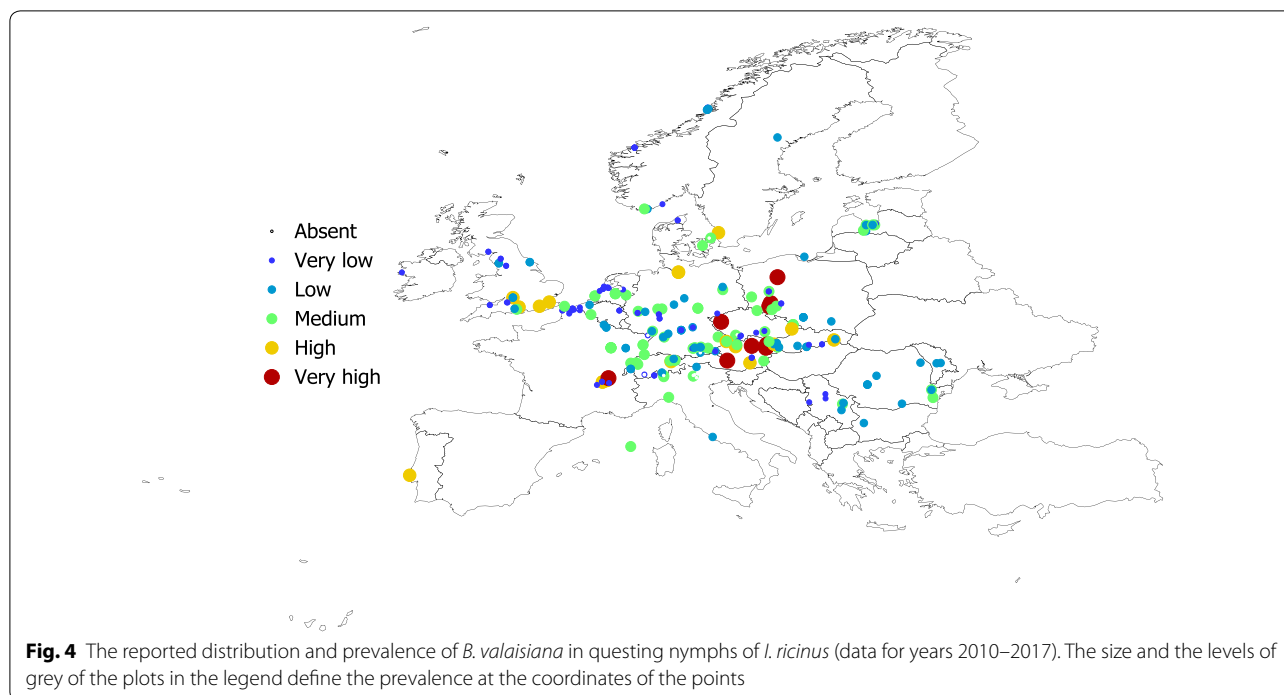 Absent
Very low
Low
Medium
High
Very high
Fig. 4 The reported distribution and prevalence of B. valaisiana in questing nymphs of I. ricinus (data for years 2010–2017). The size and the levels of
grey of the plots in the legend define the prevalence at the coordinates of the points